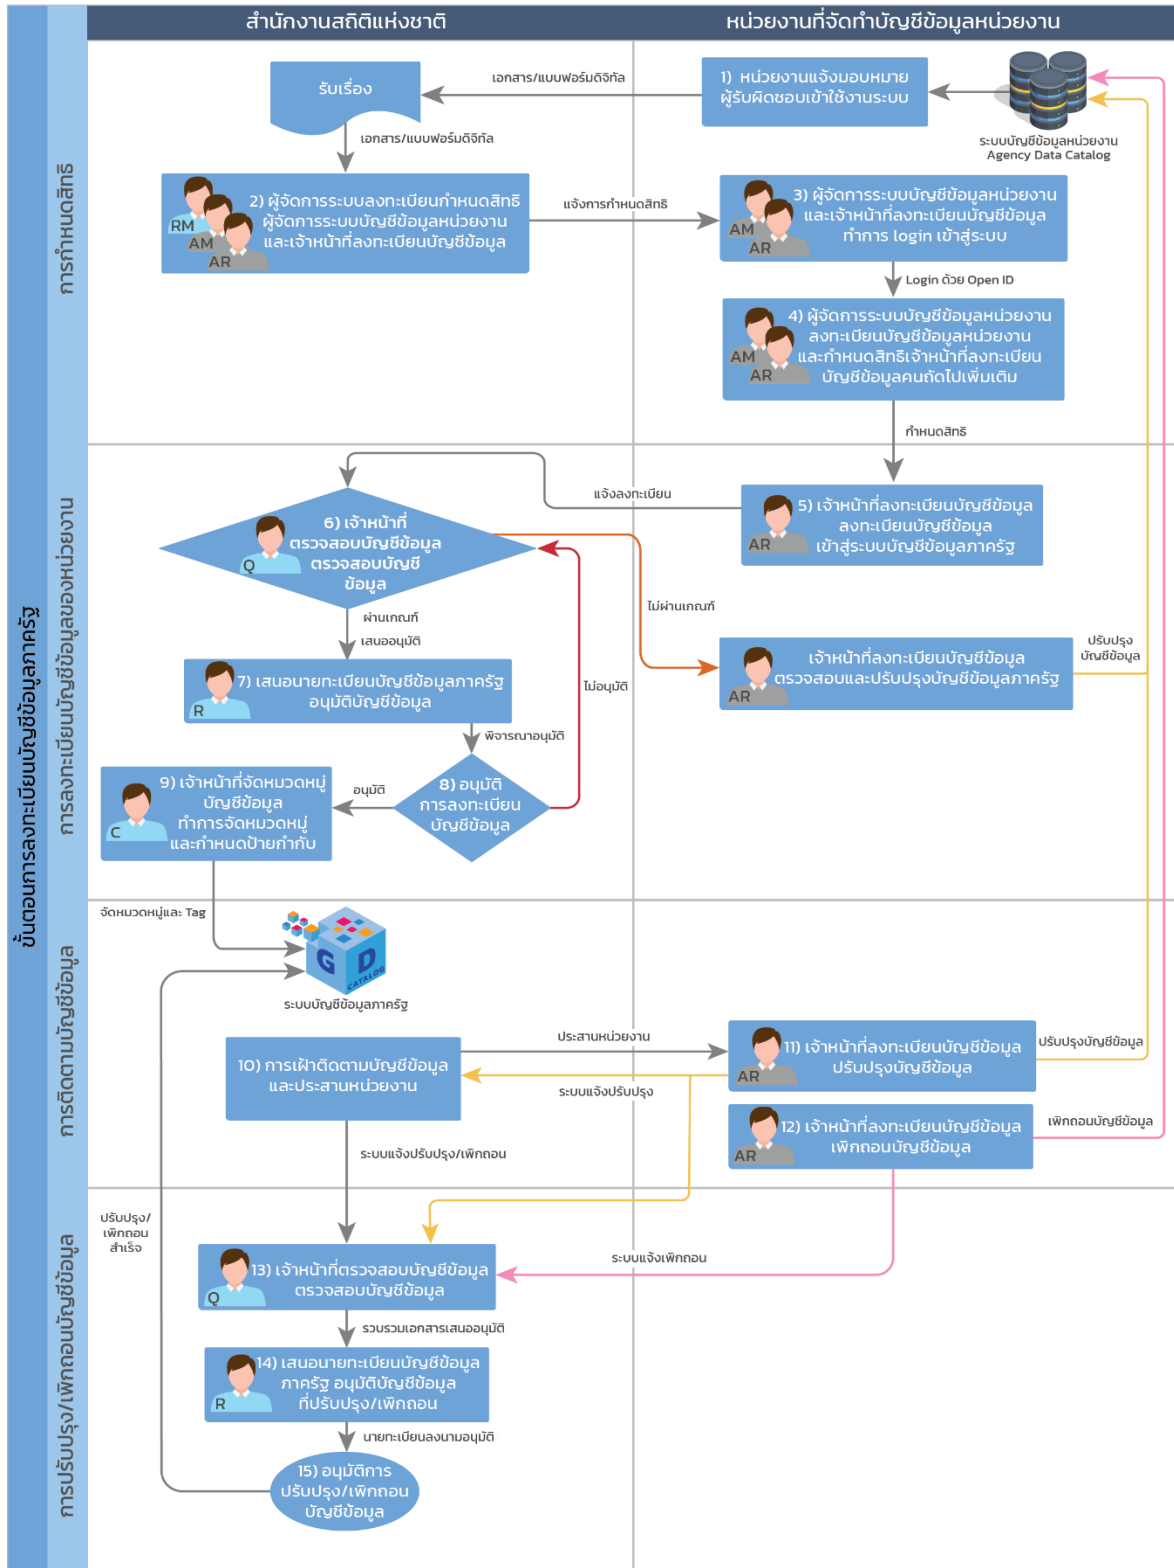 สำนักงานสถิติแห่งชาติ
หน่วยงานที่จัดทำบัญชีข้อมูลหน่วยงาน
ขั้นตอนการลงทะเบียนบัญชีข้อมูลภาครัฐ
การกำหนดสิทธิ
รับเรื่อง
เอกสาร/แบบฟอร์มดิจิทัล
1) หน่วยงานแจ้งมอบหมาย
ผู้รับผิดชอบเข้าใช้งานระบบ
ระบบบัญชีข้อมูลหน่วยงาน
Agency Data Catalog
เอกสาร/แบบฟอร์มดิจิทัล
2) ผู้จัดการระบบลงทะเบียนกำหนดสิทธิ
ผู้จัดการระบบบัญชีข้อมูลหน่วยงาน
และเจ้าหน้าที่ลงทะเบียนบัญชีข้อมูล
RM
AM
AR
แจ้งการกำหนดสิทธิ
3) ผู้จัดการระบบบัญชีข้อมูลหน่วยงาน
และเจ้าหน้าที่ลงทะเบียนบัญชีข้อมูล
ทำการ login เข้าสู่ระบบ
AM
AR
Login ด้วย Open ID
4) ผู้จัดการระบบบัญชีข้อมูลหน่วยงาน
ลงทะเบียนบัญชีข้อมูลหน่วยงาน
และกำหนดสิทธิเจ้าหน้าที่ลงทะเบียน
บัญชีข้อมูลคนถัดไปเพิ่มเติม
AM
AR
กำหนดสิทธิ
การลงทะเบียนบัญชีข้อมูลของหน่วยงาน
แจ้งลงทะเบียน
5) เจ้าหน้าที่ลงทะเบียนบัญชีข้อมูล
ลงทะเบียนบัญชีข้อมูล
เข้าสู่ระบบบัญชีข้อมูลภาครัฐ
AR
6) เจ้าหน้าที่
ตรวจสอบบัญชีข้อมูล
ตรวจสอบบัญชี
ข้อมูล
Q
ผ่านเกณฑ์
เสนออนุมัติ
ไม่ผ่านเกณฑ์
เจ้าหน้าที่ลงทะเบียนบัญชีข้อมูล
ตรวจสอบและปรับปรุงบัญชีข้อมูลภาครัฐ
AR
ปรับปรุง
บัญชีข้อมูล
7) เสนอนายทะเบียนบัญชีข้อมูลภาครัฐ
อนุมัติบัญชีข้อมูล
R
ไม่อนุมัติ
พิจารณาอนุมัติ
8) อนุมัติ
การลงทะเบียน
บัญชีข้อมูล
อนุมัติ
9) เจ้าหน้าที่จัดหมวดหมู่
บัญชีข้อมูล
ทำการจัดหมวดหมู่
และกำหนดป้ายกำกับ
C
การติดตามบัญชีข้อมูล
จัดหมวดหมู่และ Tag
G D
CATALOG
ระบบบัญชีข้อมูลภาครัฐ
10) การเฝ้าติดตามบัญชีข้อมูล
และประสานหน่วยงาน
ประสานหน่วยงาน
ระบบแจ้งปรับปรุง
11) เจ้าหน้าที่ลงทะเบียนบัญชีข้อมูล
ปรับปรุงบัญชีข้อมูล
AR
ปรับปรุงบัญชีข้อมูล
12) เจ้าหน้าที่ลงทะเบียนบัญชีข้อมูล
เพิกถอนบัญชีข้อมูล
AR
เพิกถอนบัญชีข้อมูล
ระบบแจ้งปรับปรุง/เพิกถอน
การปรับปรุง/เพิกถอนบัญชีข้อมูล
ปรับปรุง/
เพิกถอน
สำเร็จ
ระบบแจ้งเพิกถอน
13) เจ้าหน้าที่ตรวจสอบบัญชีข้อมูล
ตรวจสอบบัญชีข้อมูล
Q
รวบรวมเอกสารเสนออนุมัติ
14) เสนอนายทะเบียนบัญชีข้อมูล
ภาครัฐ อนุมัติบัญชีข้อมูล
ที่ปรับปรุง/เพิกถอน
R
นายทะเบียนลงนามอนุมัติ
15) อนุมัติการ
ปรับปรุง/เพิกถอน
บัญชีข้อมูล